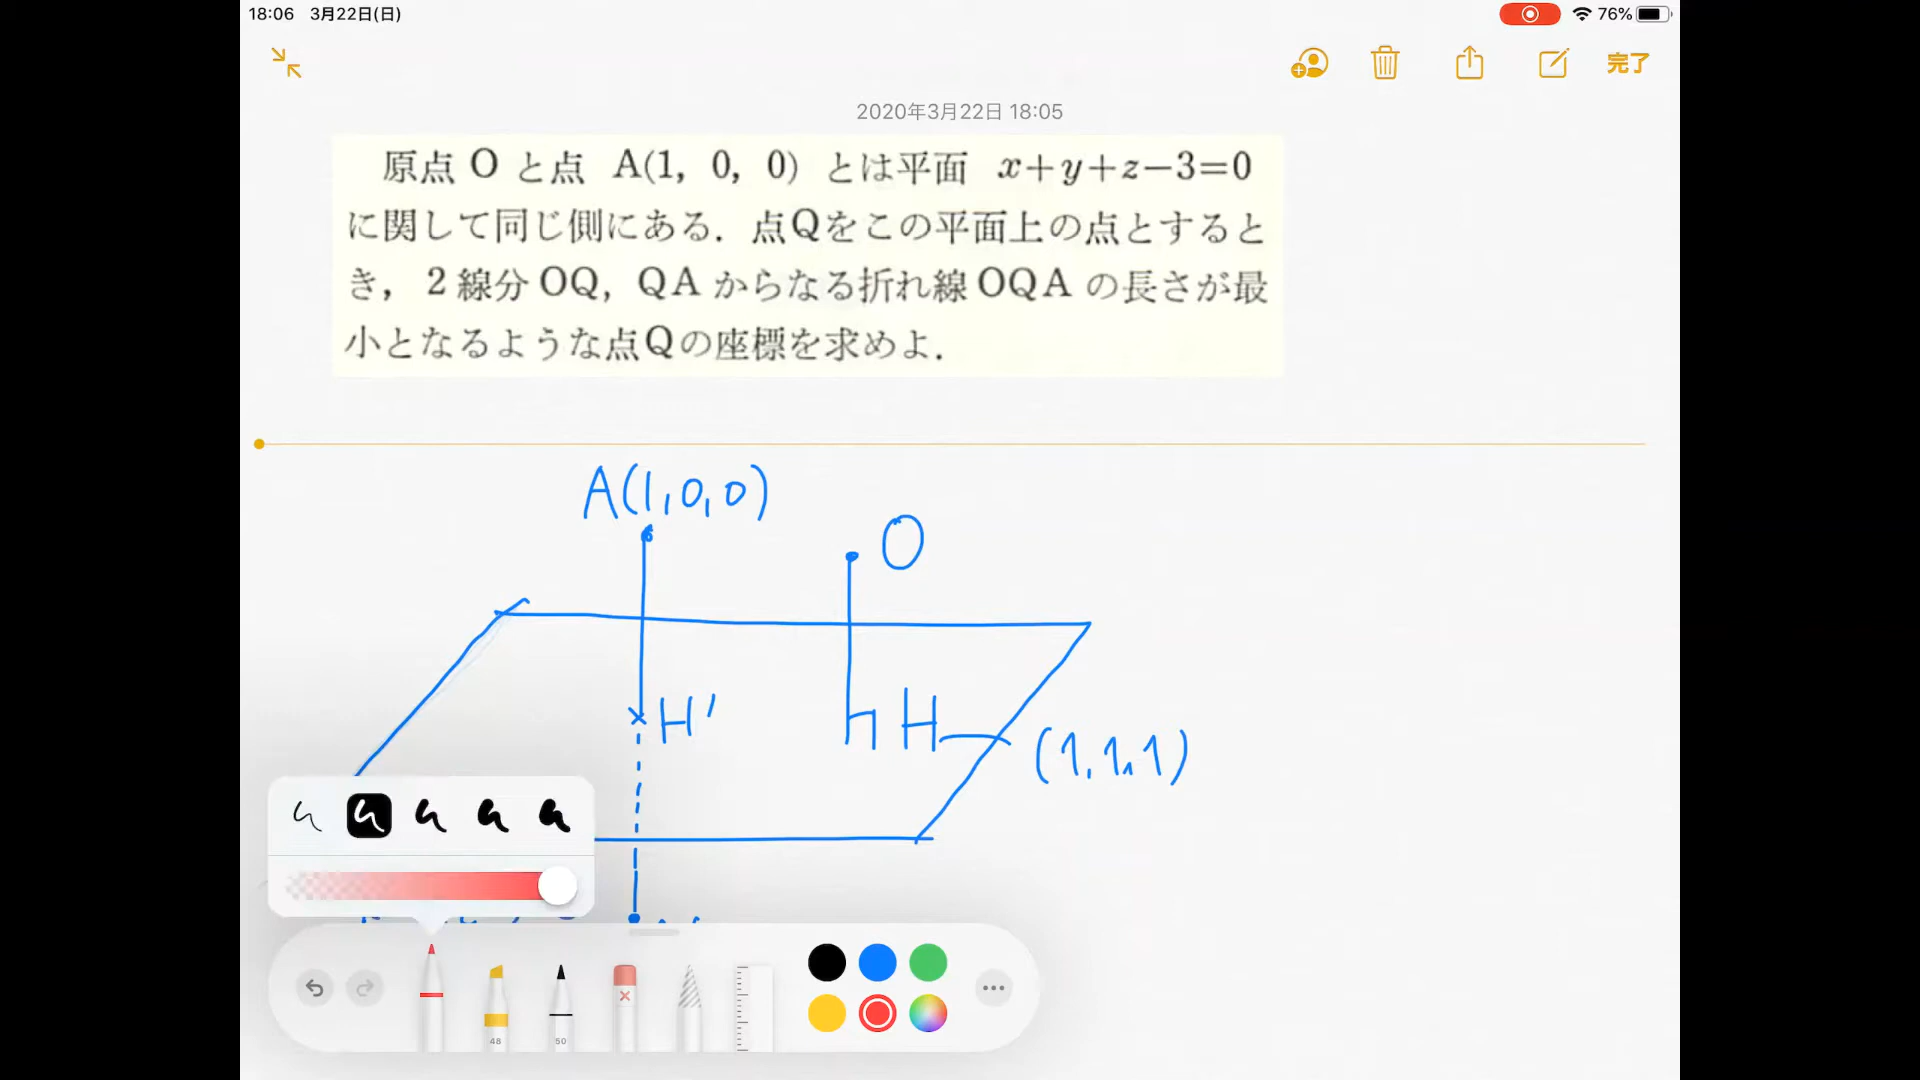 18:06 3月22日(日)
76%
完了
2020年3月22日 18:05
原点 O と点 A(1, 0, 0) とは平面 x+y+z−3=0
に関して同じ側にある. 点Qをこの平面上の点とすると
き, 2線分OQ, QA からなる折れ線OQA の長さが最
小となるような点Qの座標を求めよ.
A(1,0,0)
O
H'
H
(1,1,1)
48
50